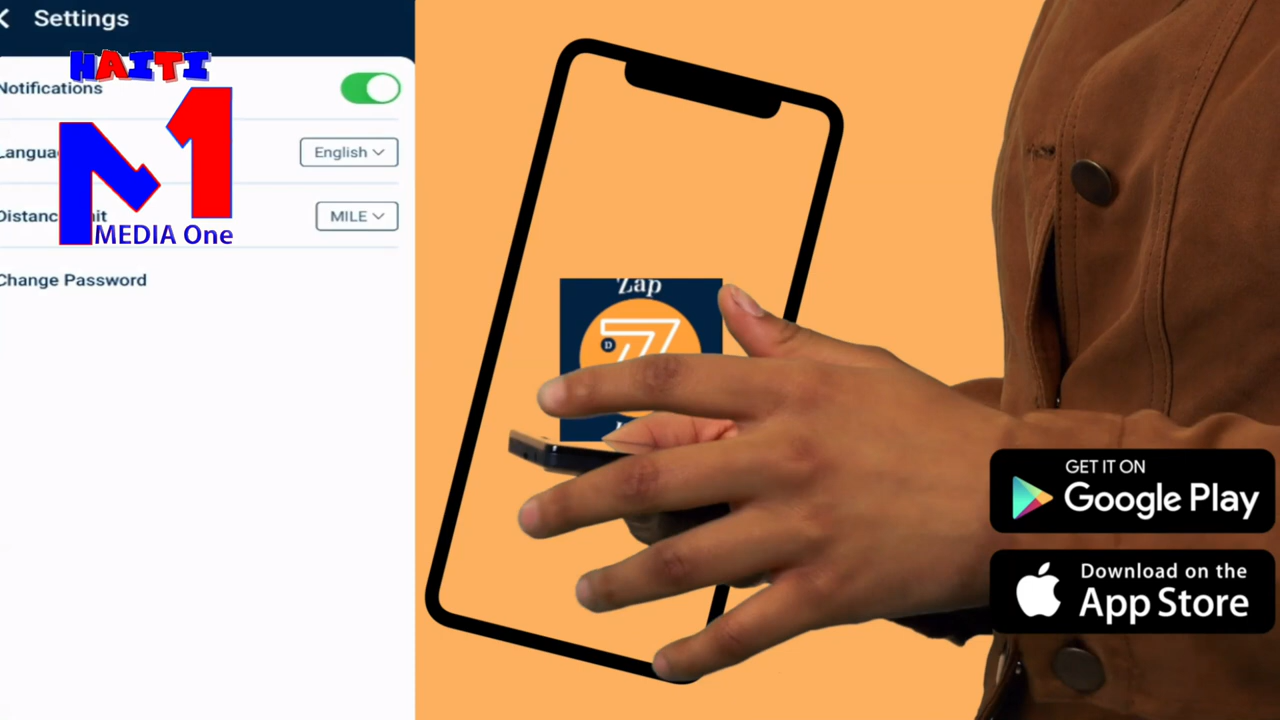 Settings
HAITI
Notifications
English
M1
MILE
MEDIA One
Change Password
Zap
D
GET IT ON
Google Play
Download on the
App Store